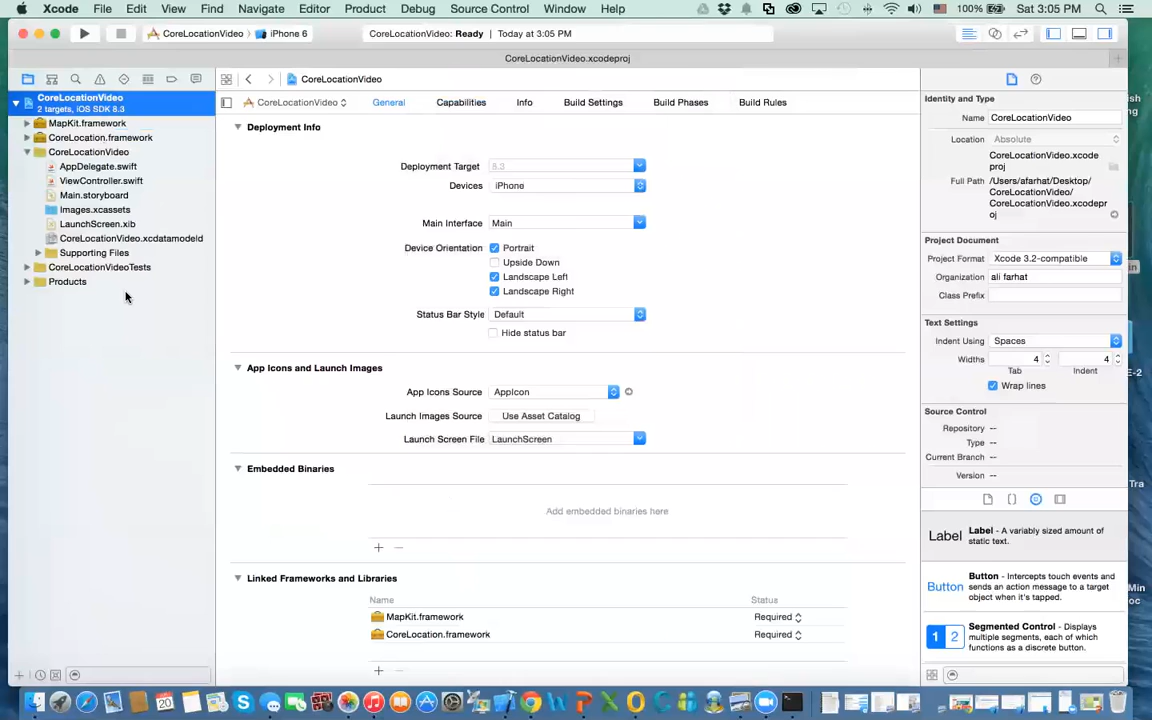 Xcode File Edit View Find Navigate Editor Product Debug Source Control Window Help 100% Sat 3:05 PM
CoreLocationVideo iPhone 6 CoreLocationVideo: Ready Today at 3:05 PM
CoreLocationVideo.xcodeproj
CoreLocationVideo
CoreLocationVideo
2 targets, iOS SDK 8.3
MapKit.framework
CoreLocation.framework
CoreLocationVideo
AppDelegate.swift
ViewController.swift
Main.storyboard
Images.xcassets
LaunchScreen.xib
CoreLocationVideo.xcdatamodeld
Supporting Files
CoreLocationVideoTests
Products
CoreLocationVideo General Capabilities Info Build Settings Build Phases Build Rules
Deployment Info
Deployment Target 8.3
Devices iPhone
Main Interface Main
Device Orientation Portrait
Upside Down
Landscape Left
Landscape Right
Status Bar Style Default
Hide status bar
App Icons and Launch Images
App Icons Source AppIcon
Launch Images Source Use Asset Catalog
Launch Screen File LaunchScreen
Embedded Binaries
Add embedded binaries here
Linked Frameworks and Libraries
Name Status
MapKit.framework Required
CoreLocation.framework Required
Identity and Type
Name CoreLocationVideo
Location Absolute
CoreLocationVideo.xcode
proj
Full Path /Users/afarhat/Desktop/
CoreLocationVideo/
CoreLocationVideo.xcodepr
oj
Project Document
Project Format Xcode 3.2-compatible
Organization ali farhat
Class Prefix
Text Settings
Indent Using Spaces
Widths 4 4
Tab Indent
Wrap lines
Source Control
Repository --
Type --
Current Branch --
Version --
Label Label - A variably sized amount of
static text.
Button Button - Intercepts touch events and
sends an action message to a target
object when it's tapped.
1 2 Segmented Control - Displays
multiple segments, each of which
functions as a discrete button.
20